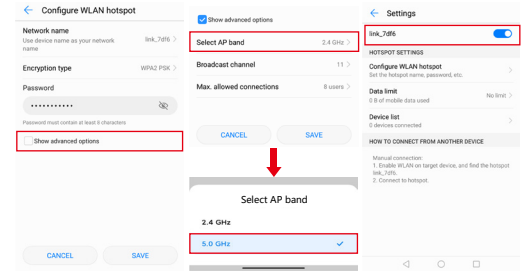 Configure WLAN hotspot
Network name
Use device name as your network
name
link_7df6
Encryption type
WPA2 PSK
Password
Password must contain at least 8 characters
Show advanced options
CANCEL
SAVE
Show advanced options
Select AP band
2.4 GHz
Broadcast channel
11
Max. allowed connections
8 users
CANCEL
SAVE
Select AP band
2.4 GHz
5.0 GHz
Settings
link_7df6
HOTSPOT SETTINGS
Configure WLAN hotspot
Set the hotspot name, password, etc.
Data limit
0 B of mobile data used
No limit
Device list
0 devices connected
HOW TO CONNECT FROM ANOTHER DEVICE
Manual connection:
1. Enable WLAN on target device, and find the hotspot
link_7df6.
2. Connect to hotspot.